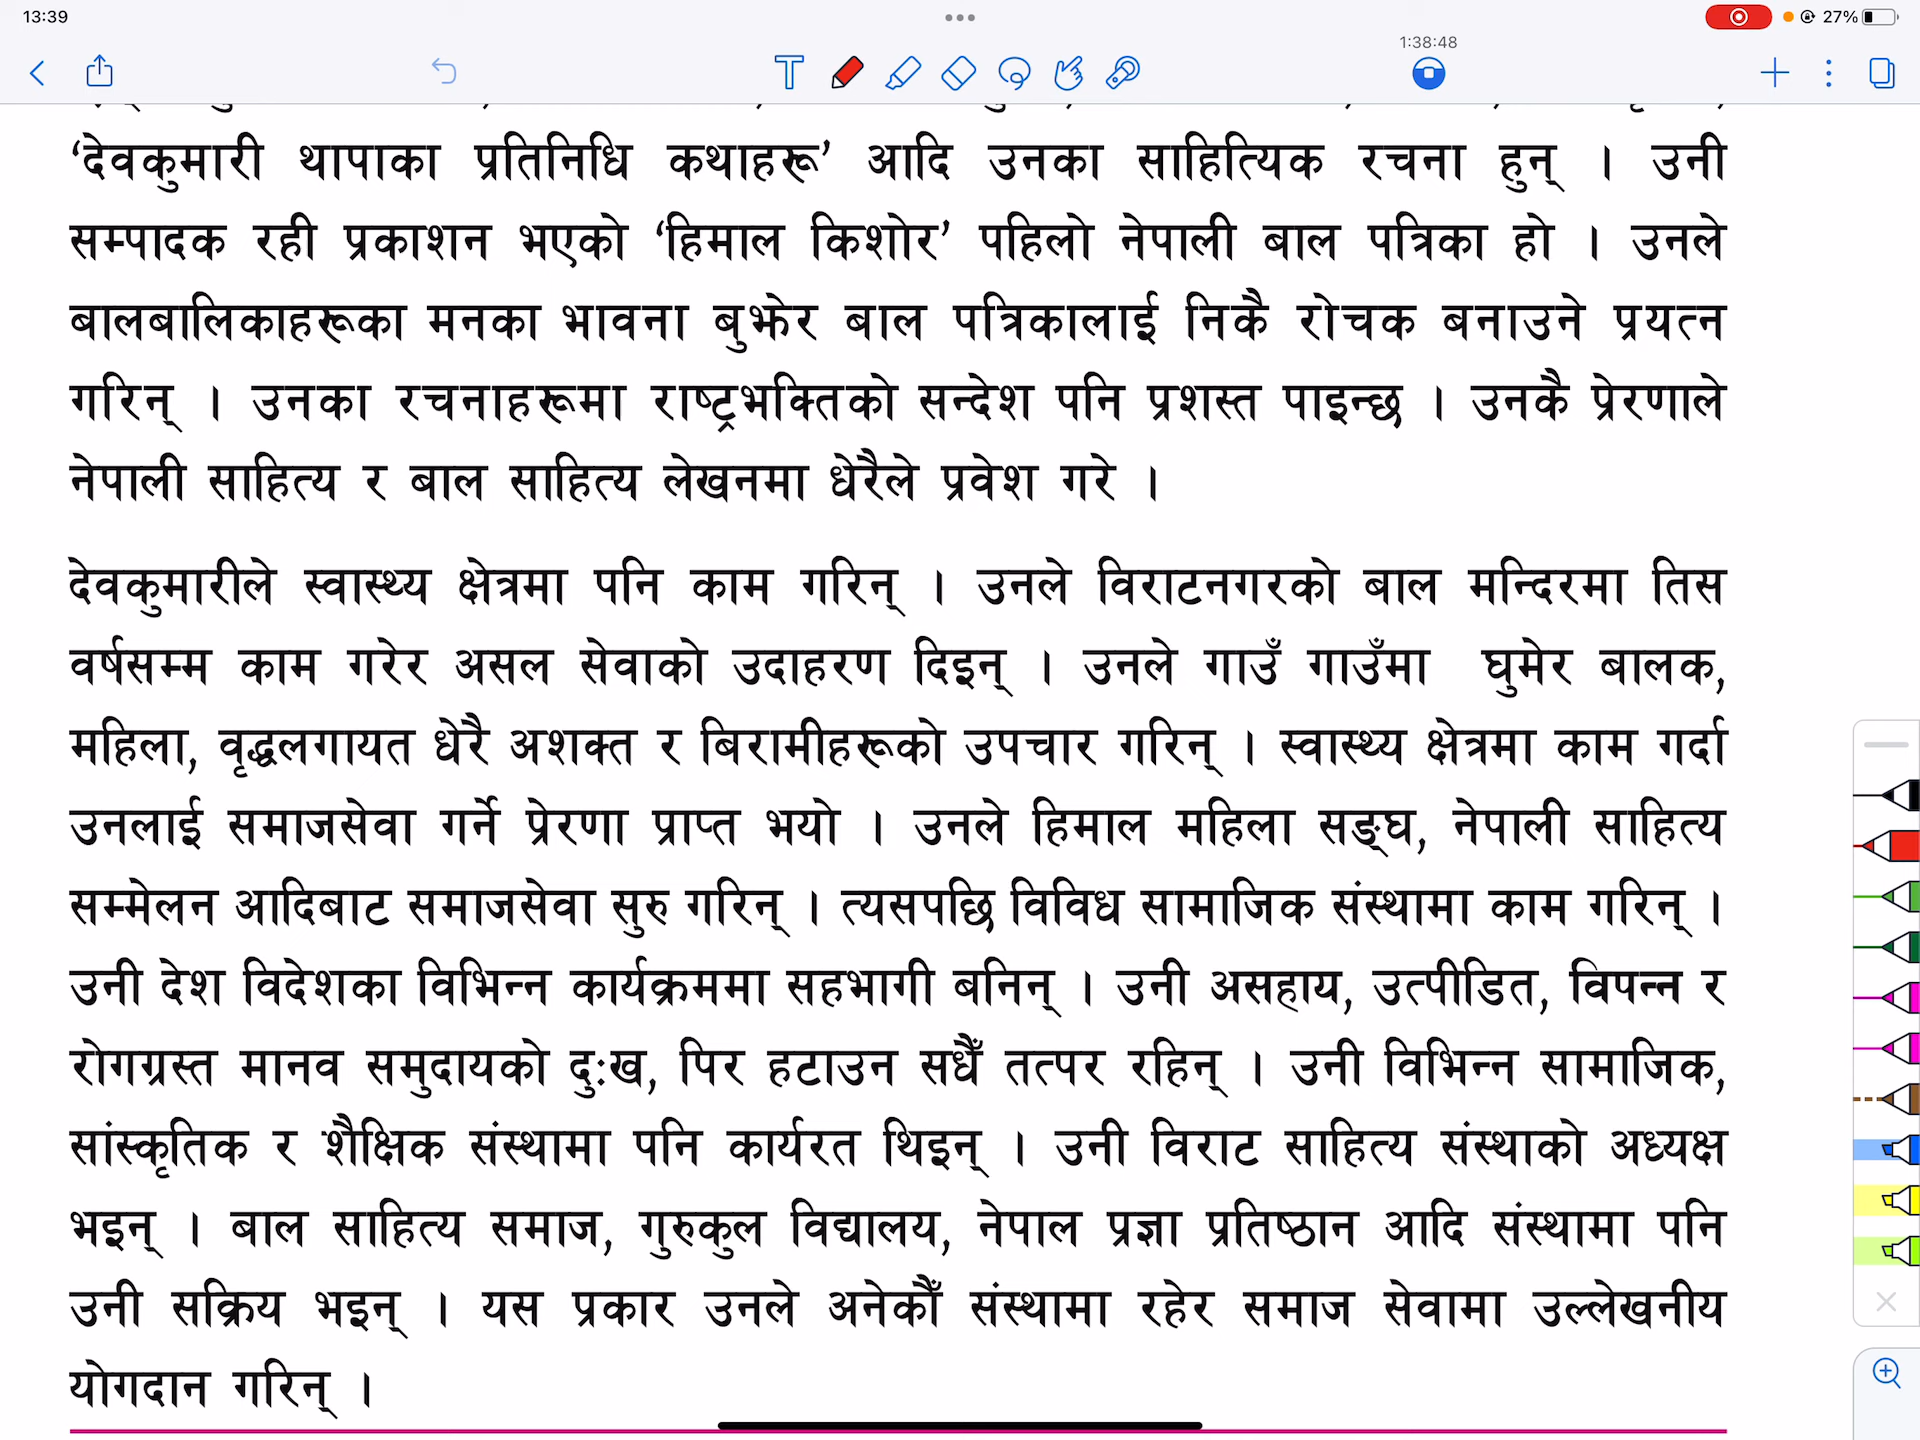 13:39
27%
1:38:48
‘देवकुमारी थापाका प्रतिनिधि कथाहरू’ आदि उनका साहित्यिक रचना हुन् । उनी
सम्पादक रही प्रकाशन भएको ‘हिमाल किशोर’ पहिलो नेपाली बाल पत्रिका हो । उनले
बालबालिकाहरूका मनका भावना बुझेर बाल पत्रिकालाई निकै रोचक बनाउने प्रयत्न
गरिन् । उनका रचनाहरूमा राष्ट्रभक्तिको सन्देश पनि प्रशस्त पाइन्छ । उनकै प्रेरणाले
नेपाली साहित्य र बाल साहित्य लेखनमा धेरैले प्रवेश गरे ।
देवकुमारीले स्वास्थ्य क्षेत्रमा पनि काम गरिन् । उनले विराटनगरको बाल मन्दिरमा तिस
वर्षसम्म काम गरेर असल सेवाको उदाहरण दिइन् । उनले गाउँ गाउँमा घुमेर बालक,
महिला, वृद्धलगायत धेरै अशक्त र बिरामीहरूको उपचार गरिन् । स्वास्थ्य क्षेत्रमा काम गर्दा
उनलाई समाजसेवा गर्ने प्रेरणा प्राप्त भयो । उनले हिमाल महिला सङ्घ, नेपाली साहित्य
सम्मेलन आदिबाट समाजसेवा सुरु गरिन् । त्यसपछि विविध सामाजिक संस्थामा काम गरिन् ।
उनी देश विदेशका विभिन्न कार्यक्रममा सहभागी बनिन् । उनी असहाय, उत्पीडित, विपन्न र
रोगग्रस्त मानव समुदायको दुःख, पिर हटाउन सधैँ तत्पर रहिन् । उनी विभिन्न सामाजिक,
सांस्कृतिक र शैक्षिक संस्थामा पनि कार्यरत थिइन् । उनी विराट साहित्य संस्थाको अध्यक्ष
भइन् । बाल साहित्य समाज, गुरुकुल विद्यालय, नेपाल प्रज्ञा प्रतिष्ठान आदि संस्थामा पनि
उनी सक्रिय भइन् । यस प्रकार उनले अनेकौँ संस्थामा रहेर समाज सेवामा उल्लेखनीय
योगदान गरिन् ।